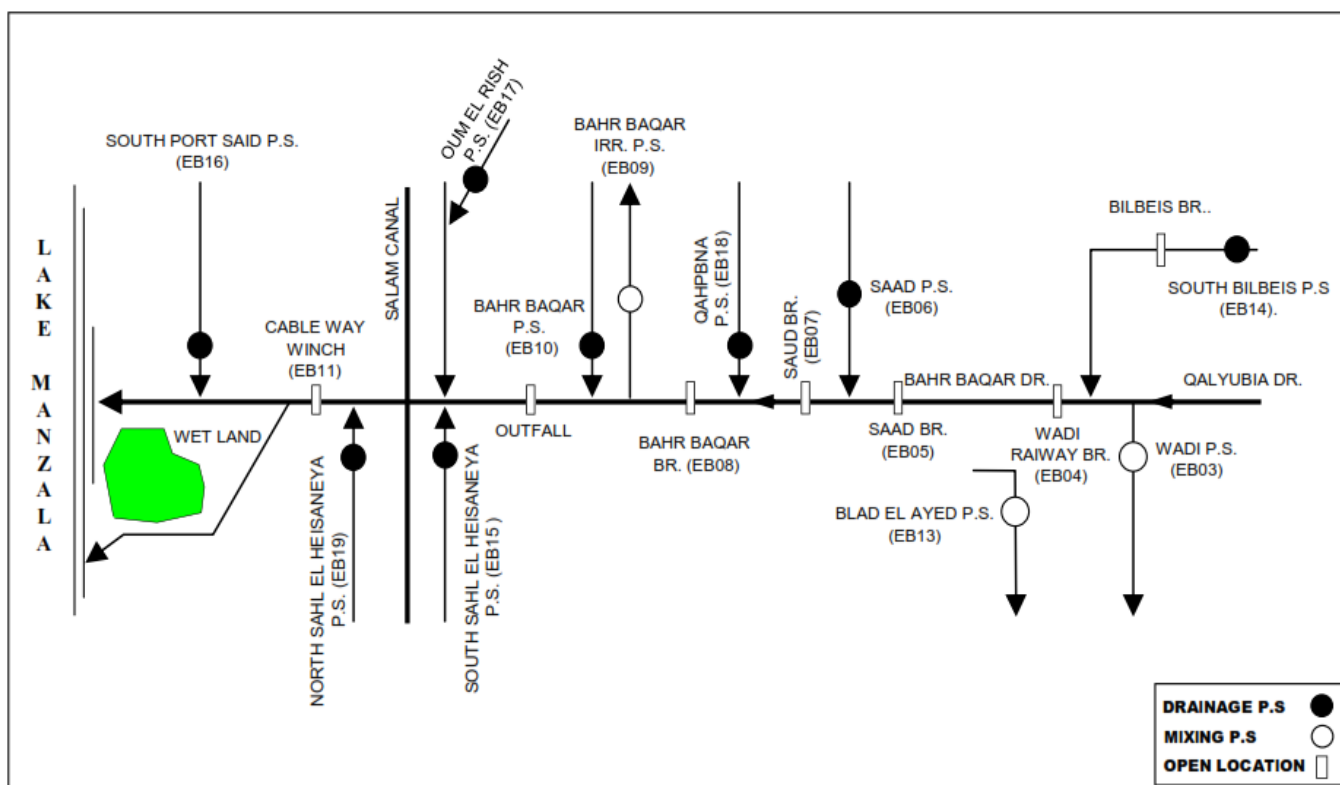 SOUTH PORT SAID P.S.
(EB16)
OUM EL RISH
P.S. (EB17)
BAHR BAQAR
IRR. P.S.
(EB09)
BILBEIS BR..
LAKE MANZALA
SALAM CANAL
QAHPBNA
P.S. (EB18)
SAUD BR.
(EB07)
SAAD P.S.
(EB06)
SOUTH BILBEIS P.S
(EB14).
CABLE WAY
WINCH
(EB11)
BAHR BAQAR
P.S.
(EB10)
BAHR BAQAR DR.
QALYUBIA DR.
WET LAND
OUTFALL
BAHR BAQAR
BR. (EB08)
SAAD BR.
(EB05)
WADI
RAIWAY BR.
(EB04)
WADI P.S.
(EB03)
BLAD EL AYED P.S.
(EB13)
NORTH SAHL EL HEISANEYA
P.S. (EB19)
SOUTH SAHL EL HEISANEYA
P.S. (EB15)
DRAINAGE P.S
MIXING P.S
OPEN LOCATION